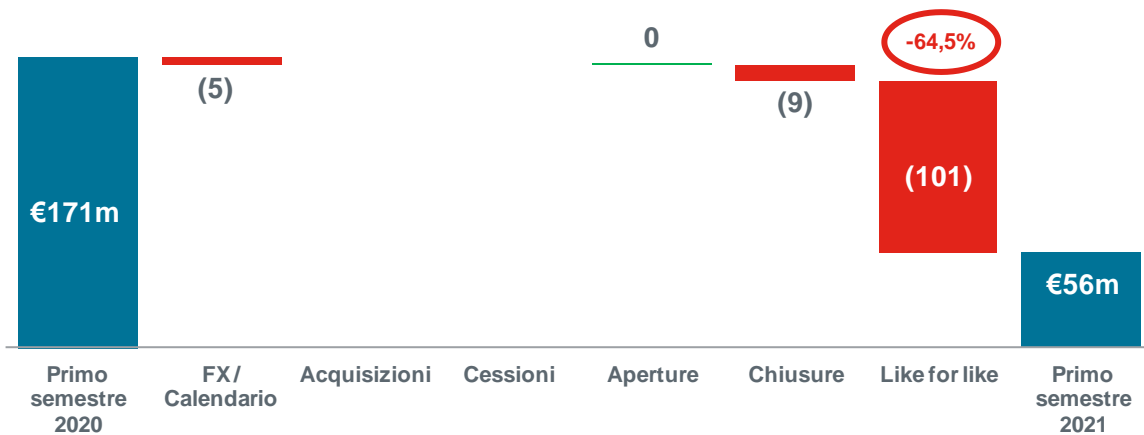 0
-64,5%
(5)
(9)
(101)
€171m
€56m
Primo
semestre
2020
FX/
Calendario
Acquisizioni
Cessioni
Aperture
Chiusure
Like for like
Primo
semestre
2021